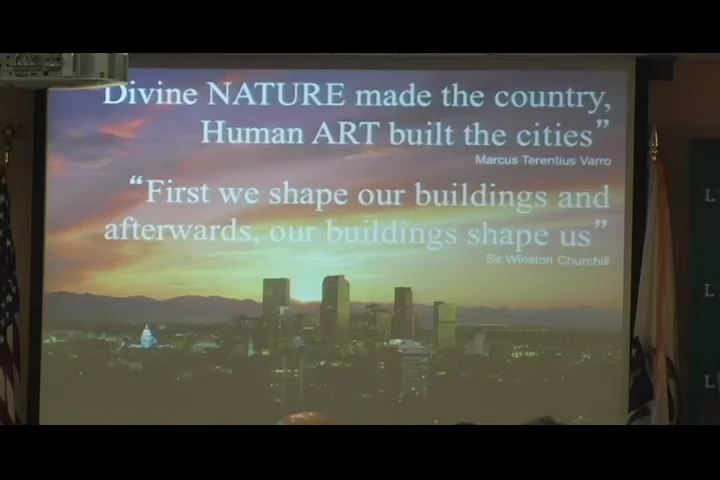 Divine NATURE made the country,
Human ART built the cities”
Marcus Terentius Varro
“First we shape our buildings and
afterwards, our buildings shape us”
Sir Winston Churchill
L
L
L